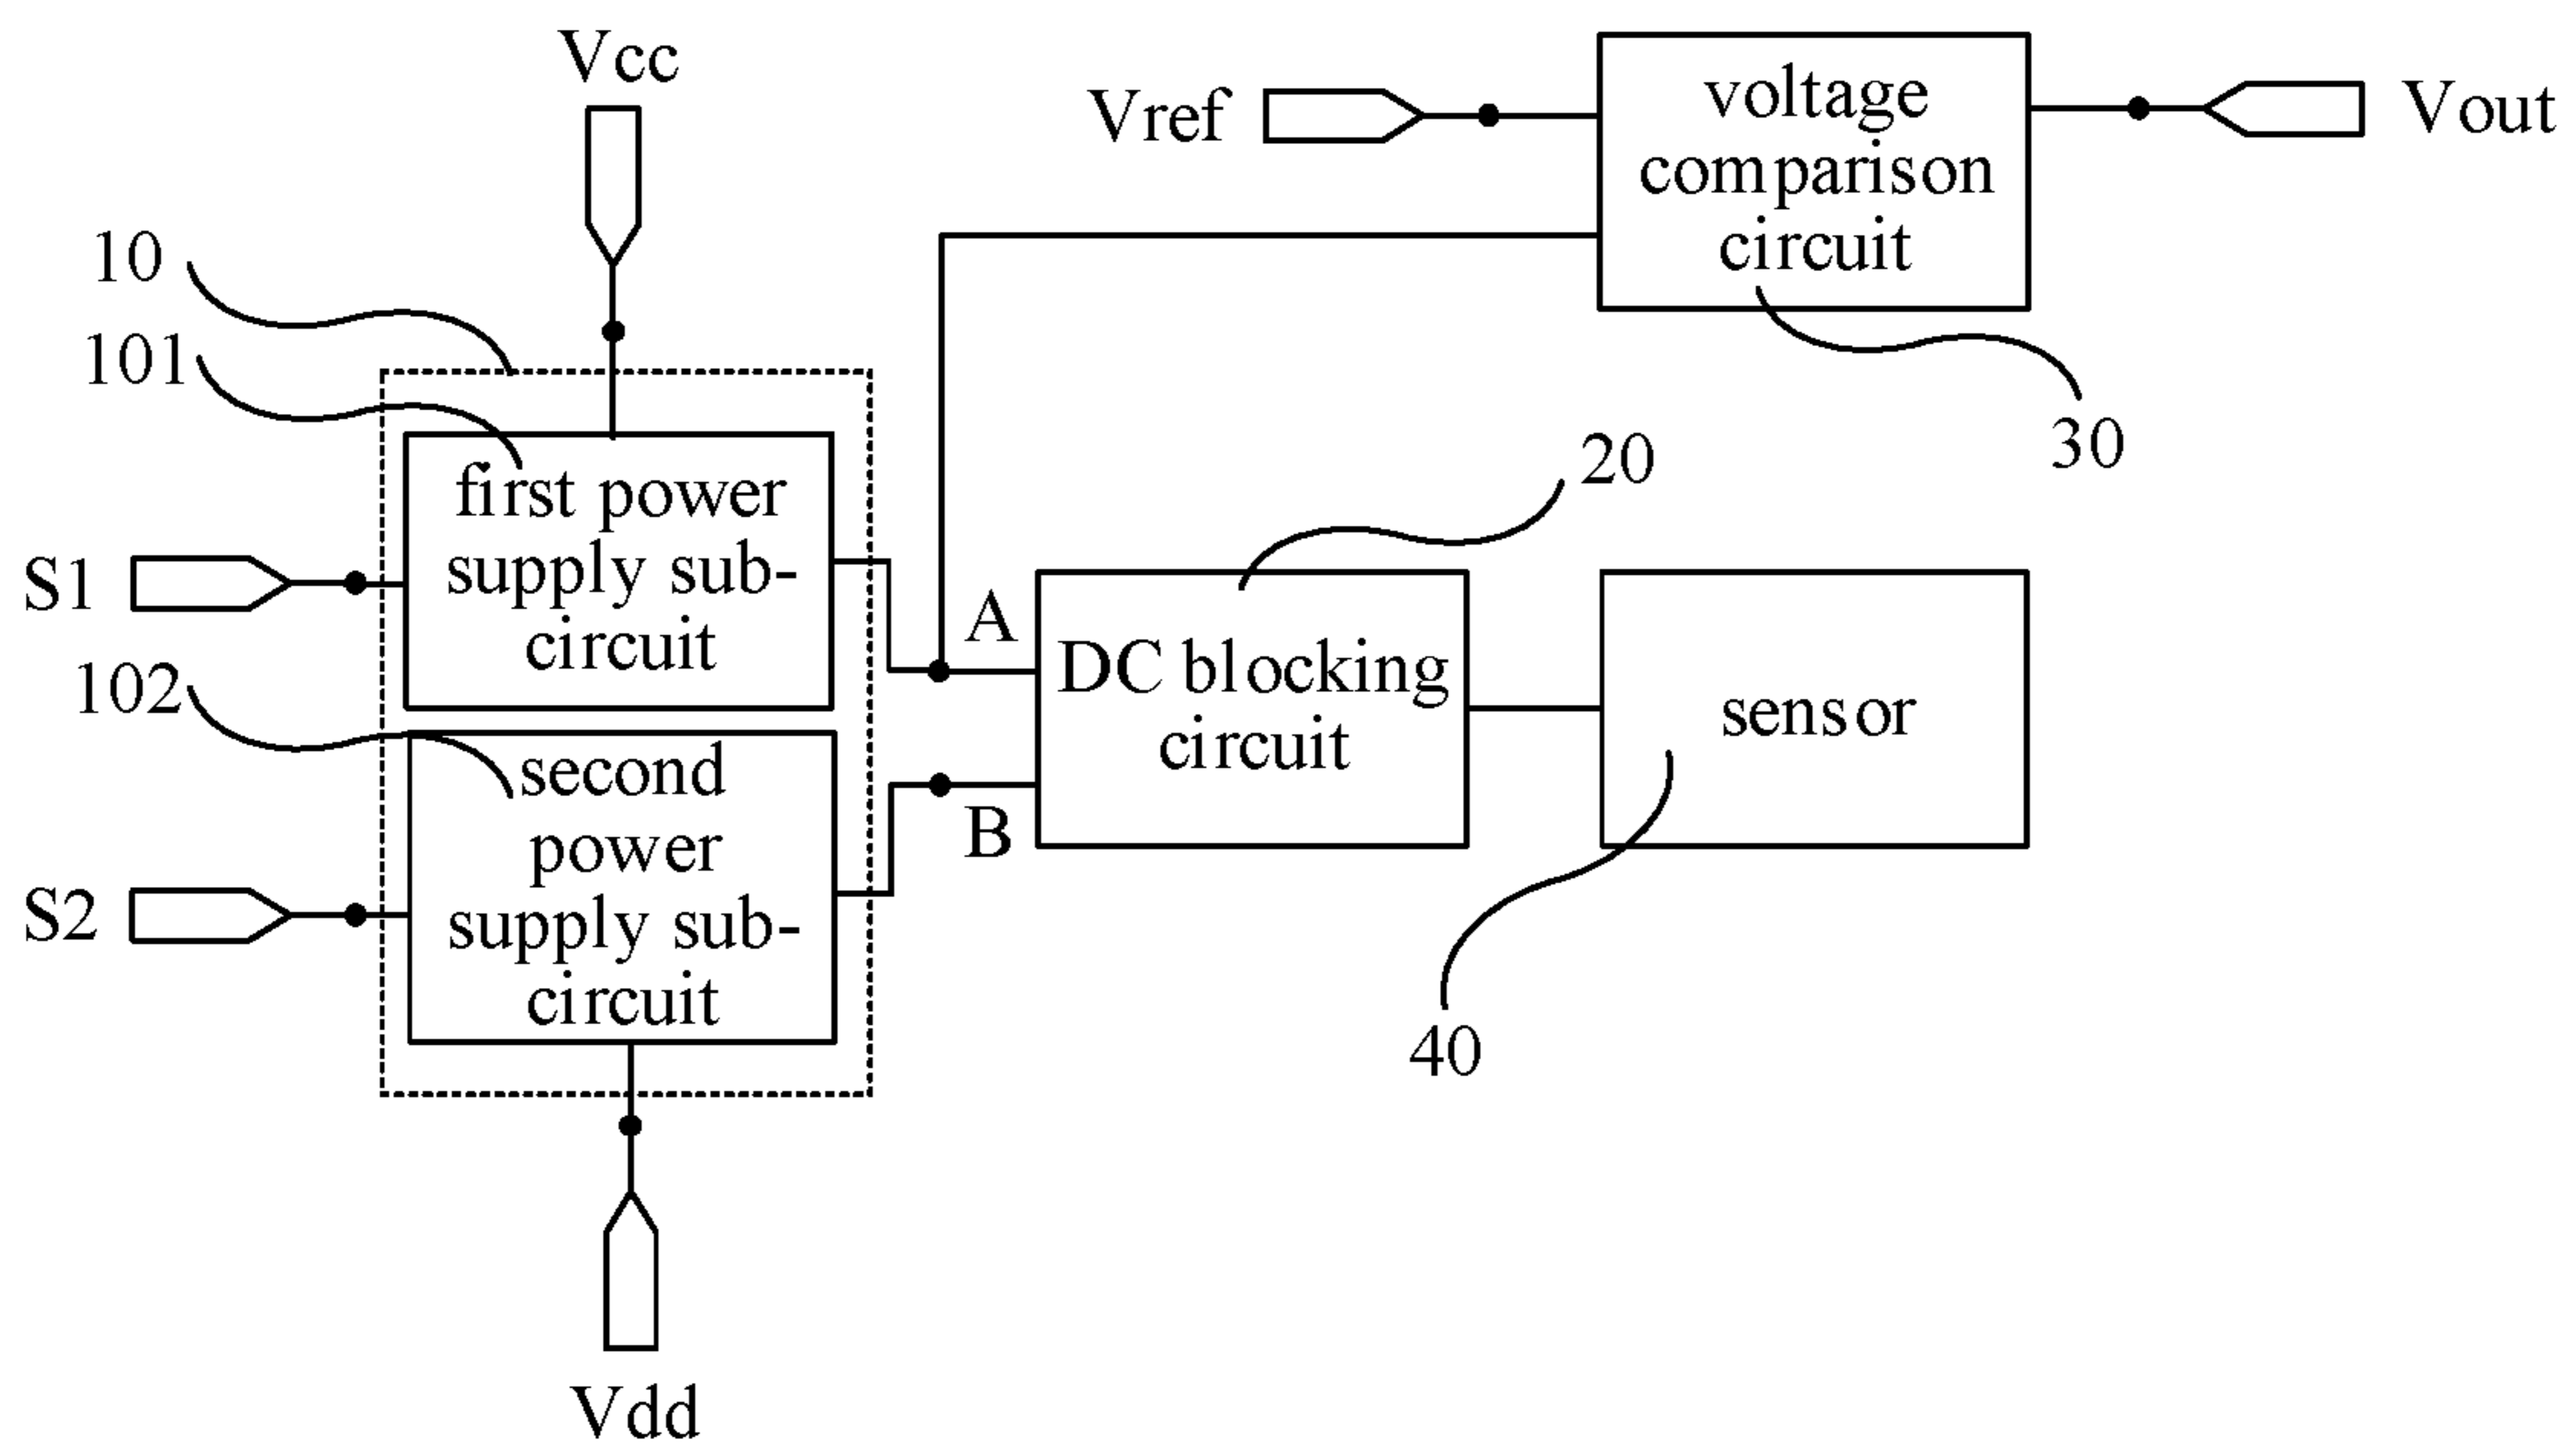 Vcc
Vref
voltage
comparison
circuit
Vout
10
101
30
20
first power
supply sub-
circuit
S1
A
DC blocking
circuit
sensor
102
second
power
supply sub-
circuit
B
S2
40
Vdd